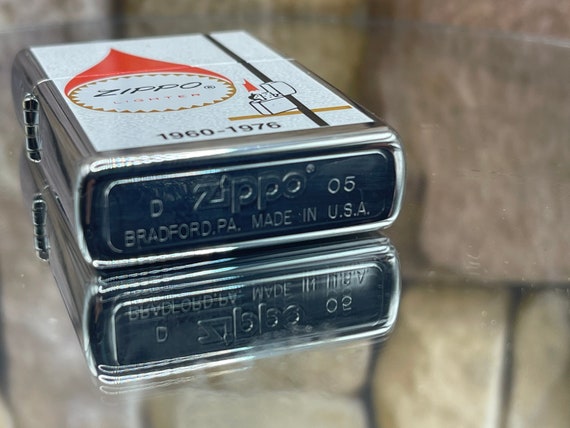 ZIPPO®
LIGHTER
1960-1976
D Zippo® 05
BRADFORD,PA. MADE IN U.S.A.